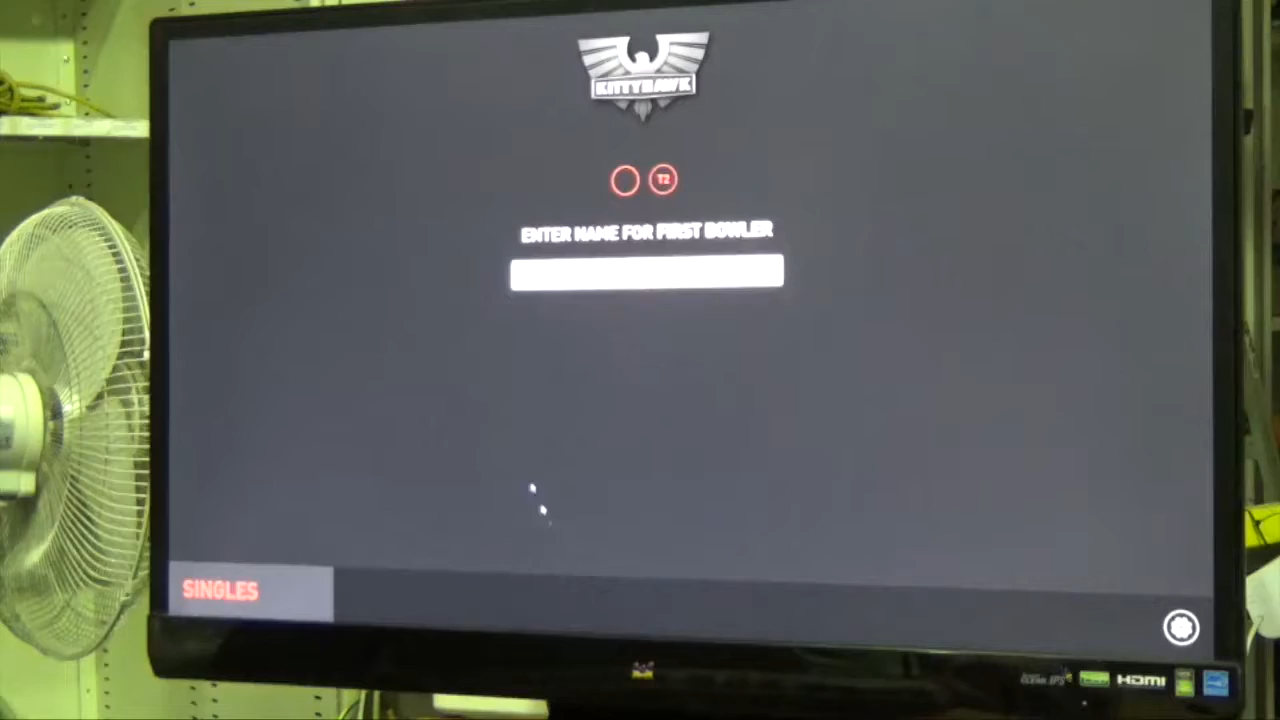 KITTYHAWK
T2
ENTER NAME FOR FIRST BOWLER
SINGLES
HDMI